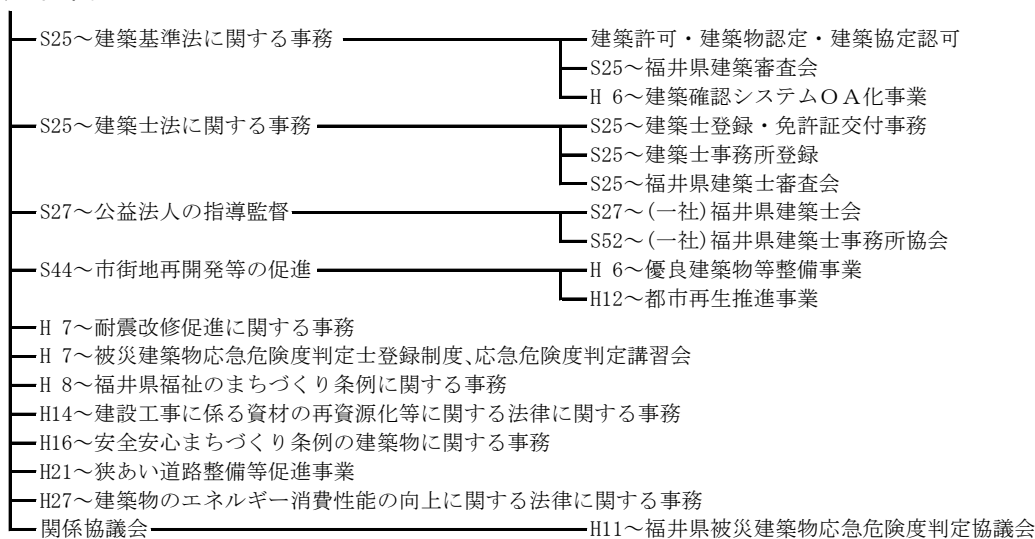 S25～建築基準法に関する事務 建築許可・建築物認定・建築協定認可
S25～福井県建築審査会
H 6～建築確認システムＯＡ化事業
S25～建築士法に関する事務 S25～建築士登録・免許証交付事務
S25～建築士事務所登録
S25～福井県建築士審査会
S27～公益法人の指導監督 S27～(一社)福井県建築士会
S52～(一社)福井県建築士事務所協会
S44～市街地再開発等の促進 H 6～優良建築物等整備事業
H12～都市再生推進事業
H 7～耐震改修促進に関する事務
H 7～被災建築物応急危険度判定士登録制度、応急危険度判定講習会
H 8～福井県福祉のまちづくり条例に関する事務
H14～建設工事に係る資材の再資源化等に関する法律に関する事務
H16～安全安心まちづくり条例の建築物に関する事務
H21～狭あい道路整備等促進事業
H27～建築物のエネルギー消費性能の向上に関する法律に関する事務
関係協議会 H11～福井県被災建築物応急危険度判定協議会